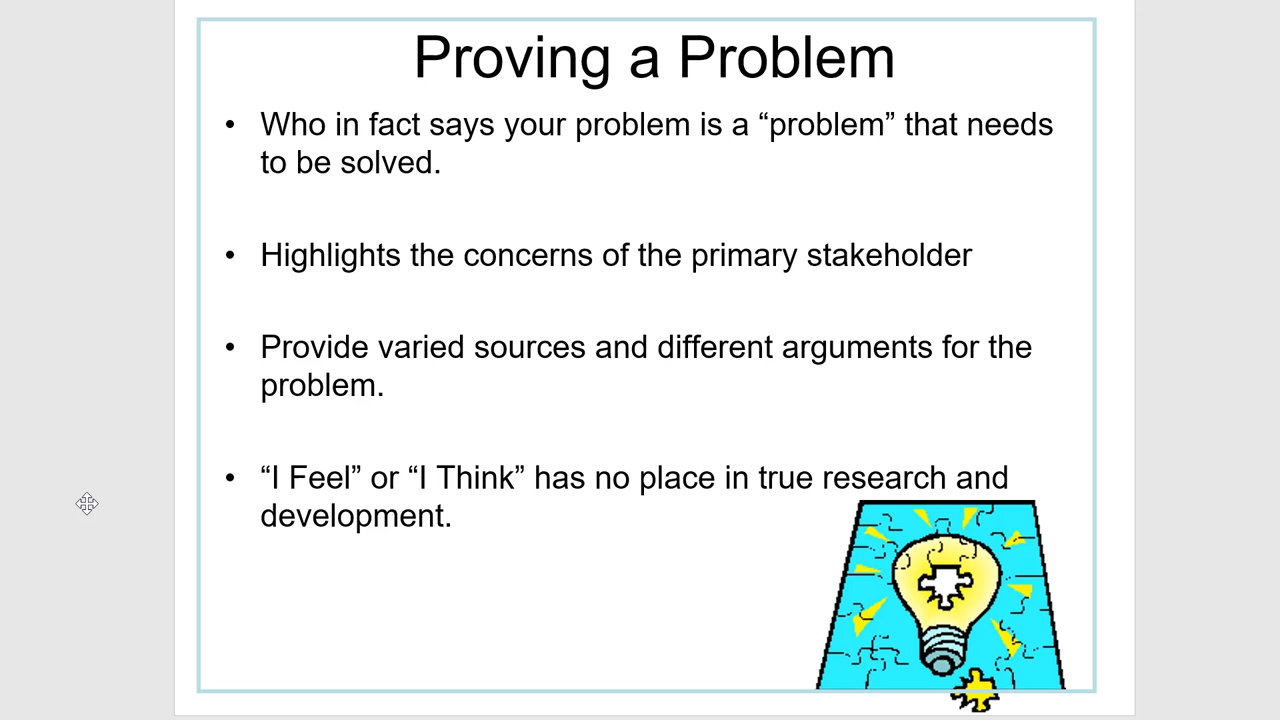 Proving a Problem
• Who in fact says your problem is a “problem” that needs
to be solved.
• Highlights the concerns of the primary stakeholder
• Provide varied sources and different arguments for the
problem.
• “I Feel” or “I Think” has no place in true research and
development.